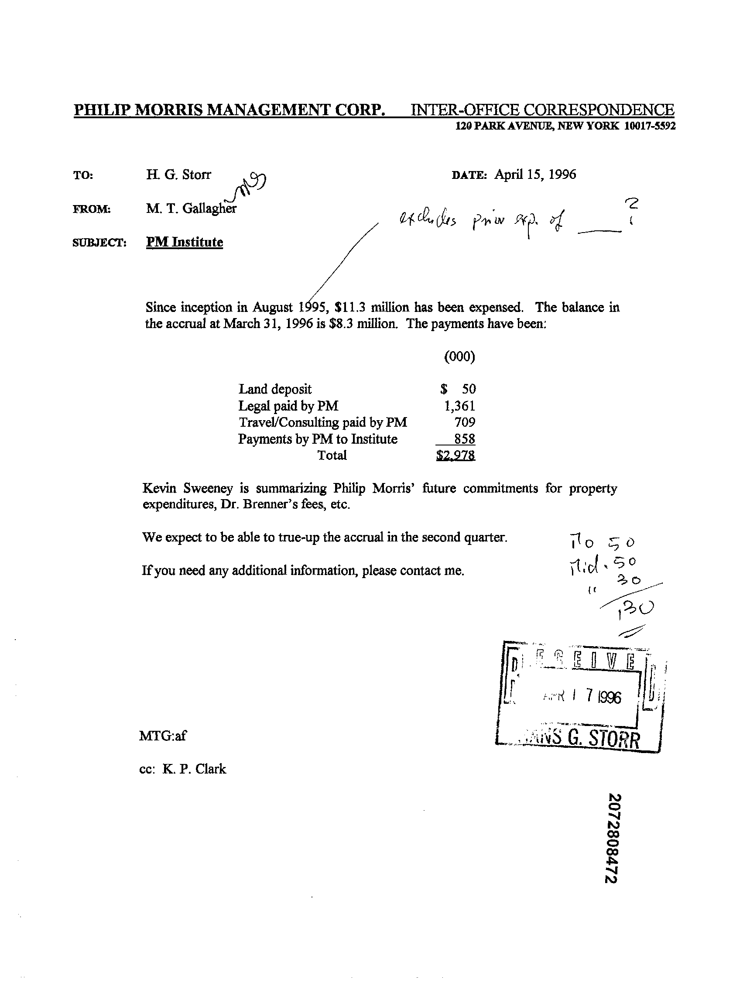 PHILIP MORRIS MANAGEMENT CORP. INTER-OFFICE CORRESPONDENCE
120 PARK AVENUE, NEW YORK 10017-5592
TO: H. G. Storr DATE: April 15, 1996
FROM: M. T. Gallagher
excludes prior exp. of ____ ?
SUBJECT: PM Institute
Since inception in August 1995, $11.3 million has been expensed. The balance in
the accrual at March 31, 1996 is $8.3 million. The payments have been:
(000)
Land deposit $ 50
Legal paid by PM 1,361
Travel/Consulting paid by PM 709
Payments by PM to Institute 858
Total $2,978
Kevin Sweeney is summarizing Philip Morris' future commitments for property
expenditures, Dr. Brenner's fees, etc.
We expect to be able to true-up the accrual in the second quarter.
50
If you need any additional information, please contact me.
50
" 30
130
RECEIVED
APR 17 1996
HANS G. STORR
MTG:af
cc: K. P. Clark
2072808472